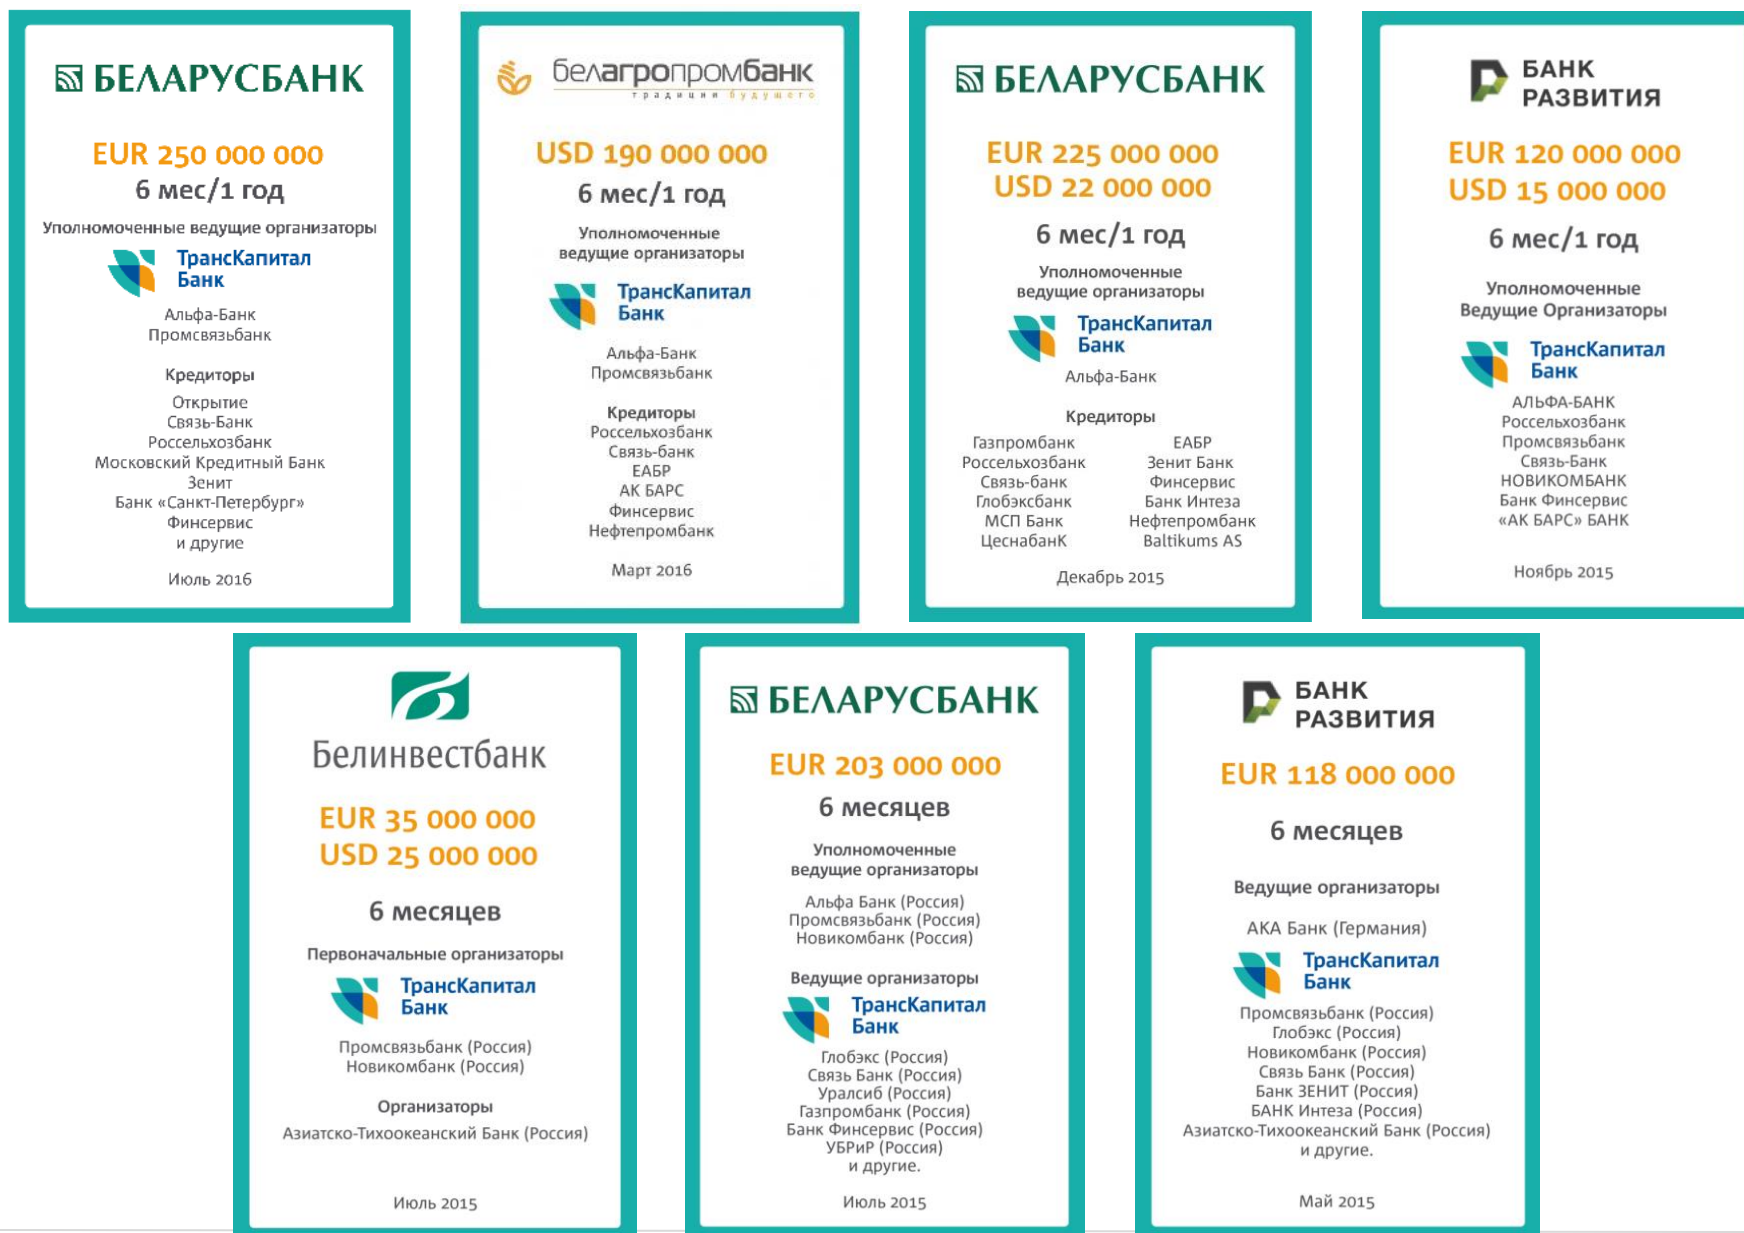 БЕЛАРУСБАНК
EUR 250 000 000
6 мес/1 год
Уполномоченные ведущие организаторы
ТрансКапитал
Банк
Альфа-Банк
Промсвязьбанк
Кредиторы
Открытие
Связь-Банк
Россельхозбанк
Московский Кредитный Банк
Зенит
Банк «Санкт-Петербург»
Финсервис
и другие
Июль 2016
белагропромбанк
традиции будущего
USD 190 000 000
6 мес/1 год
Уполномоченные
ведущие организаторы
ТрансКапитал
Банк
Альфа-Банк
Промсвязьбанк
Кредиторы
Россельхозбанк
Связь-банк
ЕАБР
АК БАРС
Финсервис
Нефтепромбанк
Март 2016
БЕЛАРУСБАНК
EUR 225 000 000
USD 22 000 000
6 мес/1 год
Уполномоченные
ведущие организаторы
ТрансКапитал
Банк
Альфа-Банк
Кредиторы
Газпромбанк
Россельхозбанк
Связь-банк
Глобэксбанк
МСП Банк
ЦеснабанК
ЕАБР
Зенит Банк
Финсервис
Банк Интеза
Нефтепромбанк
Baltikums AS
Декабрь 2015
БАНК
РАЗВИТИЯ
EUR 120 000 000
USD 15 000 000
6 мес/1 год
Уполномоченные
Ведущие Организаторы
ТрансКапитал
Банк
АЛЬФА-БАНК
Россельхозбанк
Промсвязьбанк
Связь-Банк
НОВИКОМБАНК
Банк Финсервис
«АК БАРС» БАНК
Ноябрь 2015
Белинвестбанк
EUR 35 000 000
USD 25 000 000
6 месяцев
Первоначальные организаторы
ТрансКапитал
Банк
Промсвязьбанк (Россия)
Новикомбанк (Россия)
Организаторы
Азиатско-Тихоокеанский Банк (Россия)
Июль 2015
БЕЛАРУСБАНК
EUR 203 000 000
6 месяцев
Уполномоченные
ведущие организаторы
Альфа Банк (Россия)
Промсвязьбанк (Россия)
Новикомбанк (Россия)
Ведущие организаторы
ТрансКапитал
Банк
Глобэкс (Россия)
Связь Банк (Россия)
Уралсиб (Россия)
Газпромбанк (Россия)
Банк Финсервис (Россия)
УБРиР (Россия)
и другие.
Июль 2015
БАНК
РАЗВИТИЯ
EUR 118 000 000
6 месяцев
Ведущие организаторы
АКА Банк (Германия)
ТрансКапитал
Банк
Промсвязьбанк (Россия)
Глобэкс (Россия)
Новикомбанк (Россия)
Связь Банк (Россия)
Банк ЗЕНИТ (Россия)
БАНК Интеза (Россия)
Азиатско-Тихоокеанский Банк (Россия)
и другие.
Май 2015